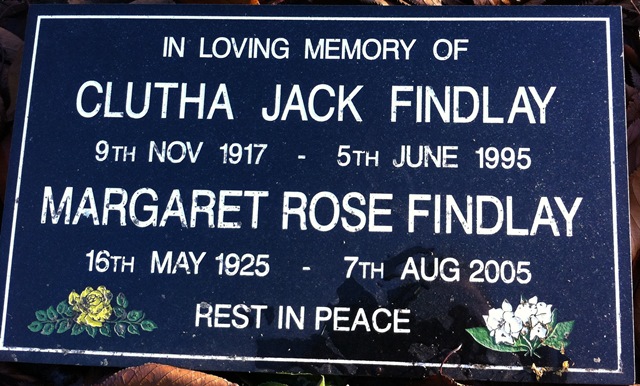 IN LOVING MEMORY OF
CLUTHA JACK FINDLAY
9TH NOV 1917 - 5TH JUNE 1995
MARGARET ROSE FINDLAY
16TH MAY 1925 - 7TH AUG 2005
REST IN PEACE